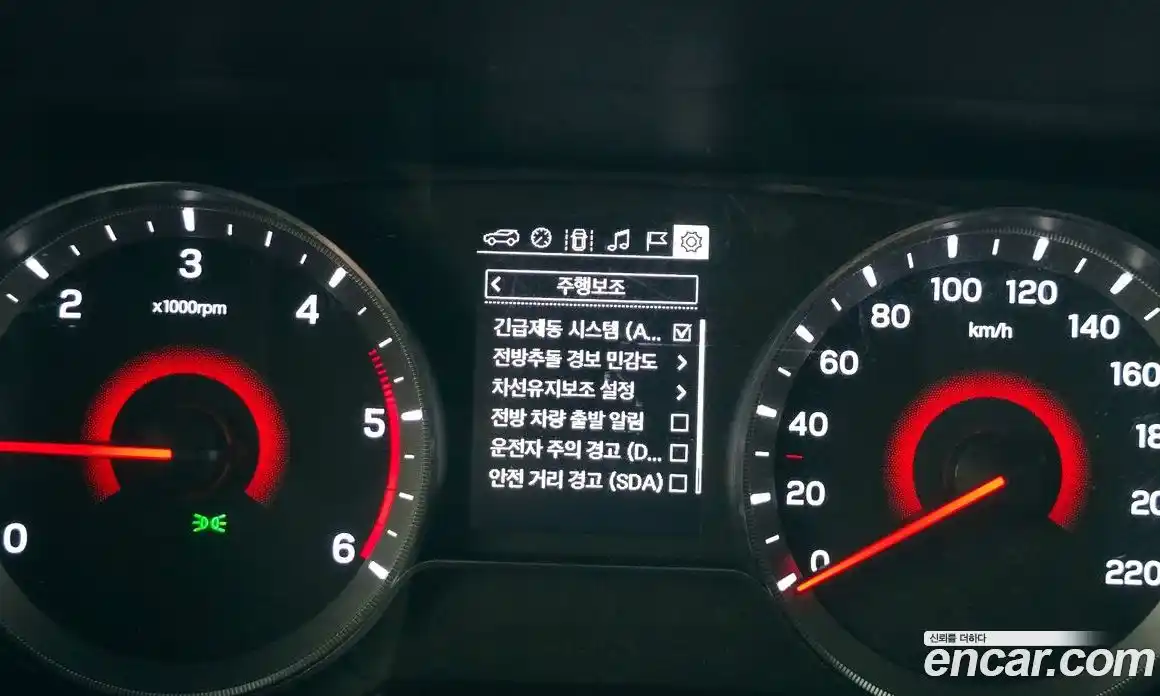 2
3
x1000rpm
4
5
6
0
주행보조
긴급제동 시스템 (A...
전방추돌 경보 민감도
차선유지보조 설정
전방 차량 출발 알림
운전자 주의 경고 (D...
안전 거리 경고 (SDA)
0
20
40
60
80
100
120
140
160
18
20
220
km/h
신뢰를 더하다
encar.com